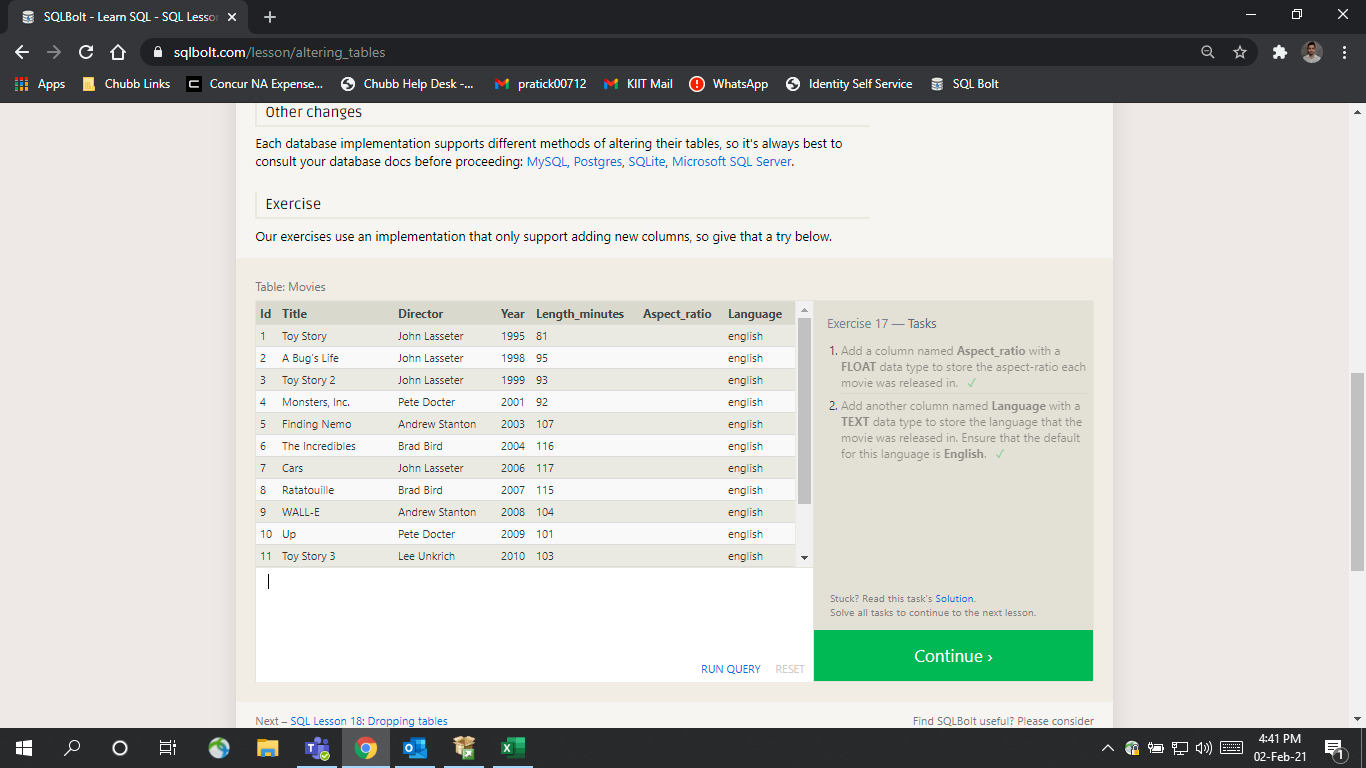 SQLBolt - Learn SQL - SQL Lesson
sqlbolt.com/lesson/altering_tables
Apps Chubb Links Concur NA Expense... Chubb Help Desk -... pratick00712 KIIT Mail WhatsApp Identity Self Service SQL Bolt
Other changes
Each database implementation supports different methods of altering their tables, so it's always best to
consult your database docs before proceeding: MySQL, Postgres, SQLite, Microsoft SQL Server.
Exercise
Our exercises use an implementation that only support adding new columns, so give that a try below.
Table: Movies
Id Title Director Year Length_minutes Aspect_ratio Language
1 Toy Story John Lasseter 1995 81 english
2 A Bug's Life John Lasseter 1998 95 english
3 Toy Story 2 John Lasseter 1999 93 english
4 Monsters, Inc. Pete Docter 2001 92 english
5 Finding Nemo Andrew Stanton 2003 107 english
6 The Incredibles Brad Bird 2004 116 english
7 Cars John Lasseter 2006 117 english
8 Ratatouille Brad Bird 2007 115 english
9 WALL-E Andrew Stanton 2008 104 english
10 Up Pete Docter 2009 101 english
11 Toy Story 3 Lee Unkrich 2010 103 english
RUN QUERY RESET
Exercise 17 — Tasks
1. Add a column named Aspect_ratio with a
FLOAT data type to store the aspect-ratio each
movie was released in. ✓
2. Add another column named Language with a
TEXT data type to store the language that the
movie was released in. Ensure that the default
for this language is English. ✓
Stuck? Read this task's Solution.
Solve all tasks to continue to the next lesson.
Continue ›
Next – SQL Lesson 18: Dropping tables
Find SQLBolt useful? Please consider
4:41 PM
02-Feb-21
1